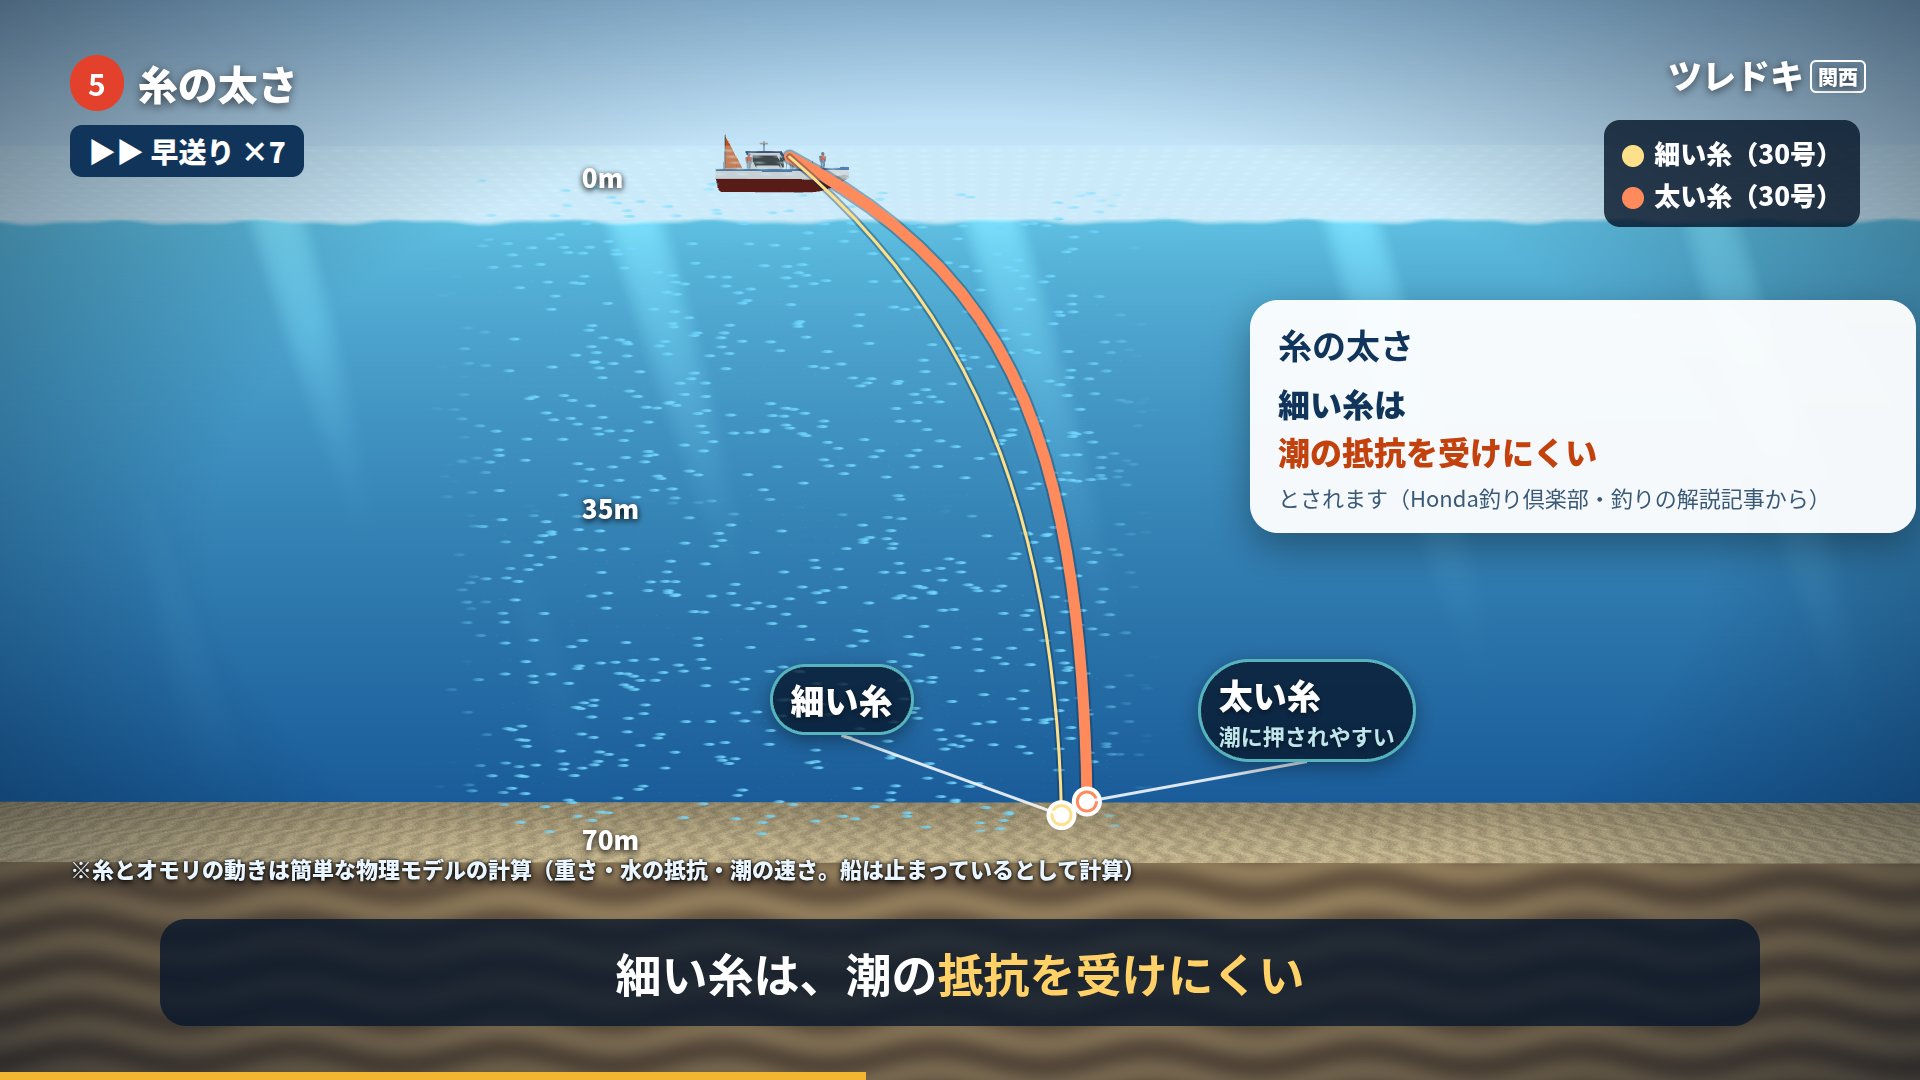 5 糸の太さ
▶▶ 早送り ×7
ツレドキ 関西
細い糸（30号）
太い糸（30号）
0m
糸の太さ
細い糸は
潮の抵抗を受けにくい
とされます（Honda釣り倶楽部・釣りの解説記事から）
35m
細い糸
太い糸
潮に押されやすい
70m
※糸とオモリの動きは簡単な物理モデルの計算（重さ・水の抵抗・潮の速さ。船は止まっているとして計算）
細い糸は、潮の抵抗を受けにくい